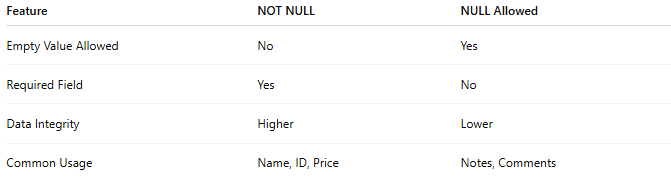 Feature NOT NULL NULL Allowed
Empty Value Allowed No Yes
Required Field Yes No
Data Integrity Higher Lower
Common Usage Name, ID, Price Notes, Comments